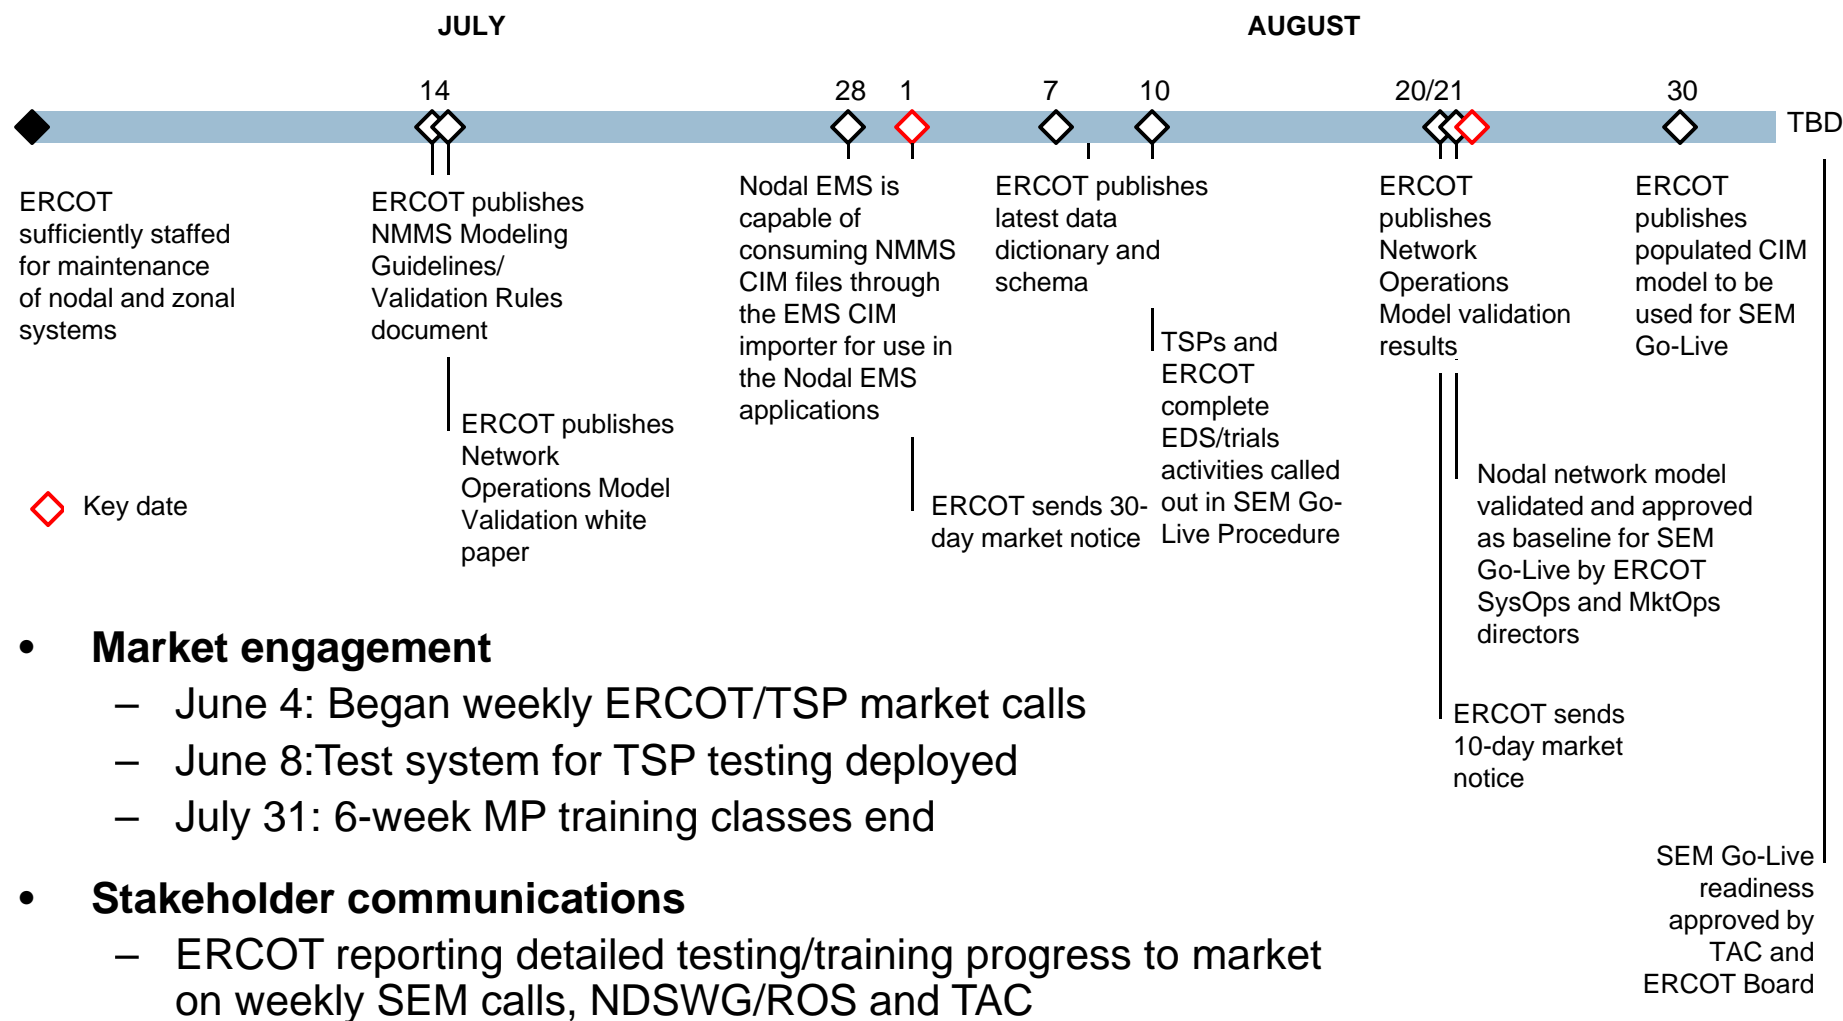 JULY
AUGUST
14
28
1
7
10
20/21
30
TBD
ERCOT
sufficiently staffed
for maintenance
of nodal and zonal
systems
ERCOT publishes
NMMS Modeling
Guidelines/
Validation Rules
document
ERCOT publishes
Network
Operations Model
Validation white
paper
Nodal EMS is
capable of
consuming NMMS
CIM files through
the EMS CIM
importer for use in
the Nodal EMS
applications
ERCOT sends 30-
day market notice
ERCOT publishes
latest data
dictionary and
schema
TSPs and
ERCOT
complete
EDS/trials
activities called
out in SEM Go-
Live Procedure
ERCOT
publishes
Network
Operations
Model validation
results
Nodal network model
validated and approved
as baseline for SEM
Go-Live by ERCOT
SysOps and MktOps
directors
ERCOT sends
10-day market
notice
ERCOT
publishes
populated CIM
model to be
used for SEM
Go-Live
SEM Go-Live
readiness
approved by
TAC and
ERCOT Board
Key date
• Market engagement
– June 4: Began weekly ERCOT/TSP market calls
– June 8:Test system for TSP testing deployed
– July 31: 6-week MP training classes end
• Stakeholder communications
– ERCOT reporting detailed testing/training progress to market
on weekly SEM calls, NDSWG/ROS and TAC